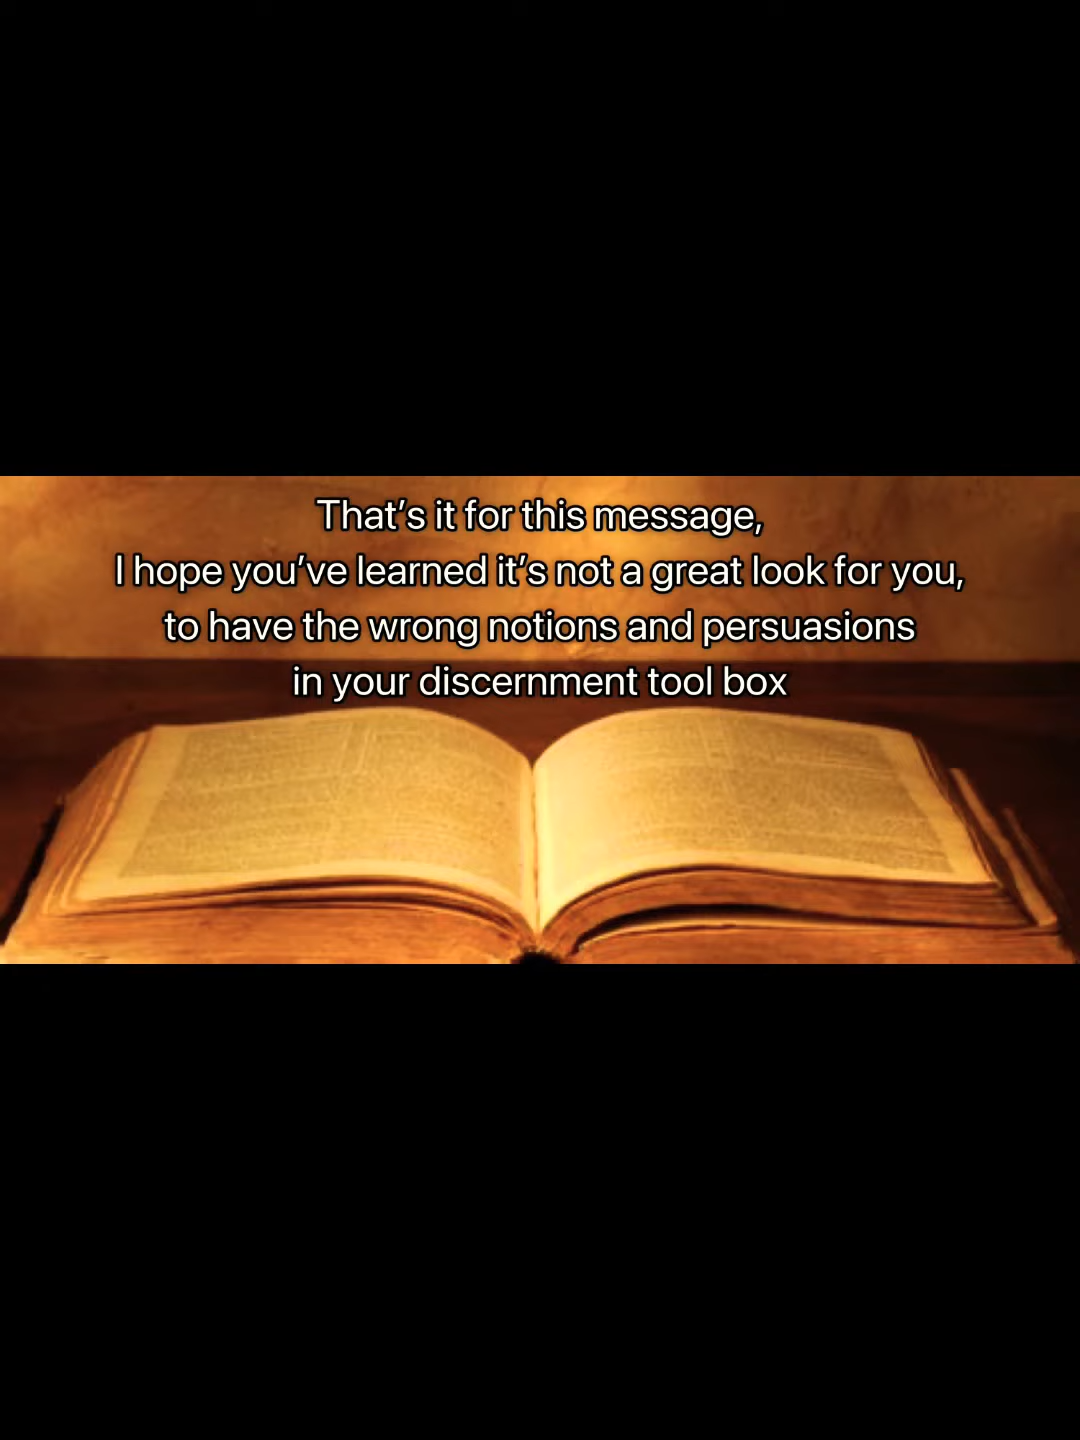 That’s it for this message,
I hope you’ve learned it’s not a great look for you,
to have the wrong notions and persuasions
in your discernment tool box